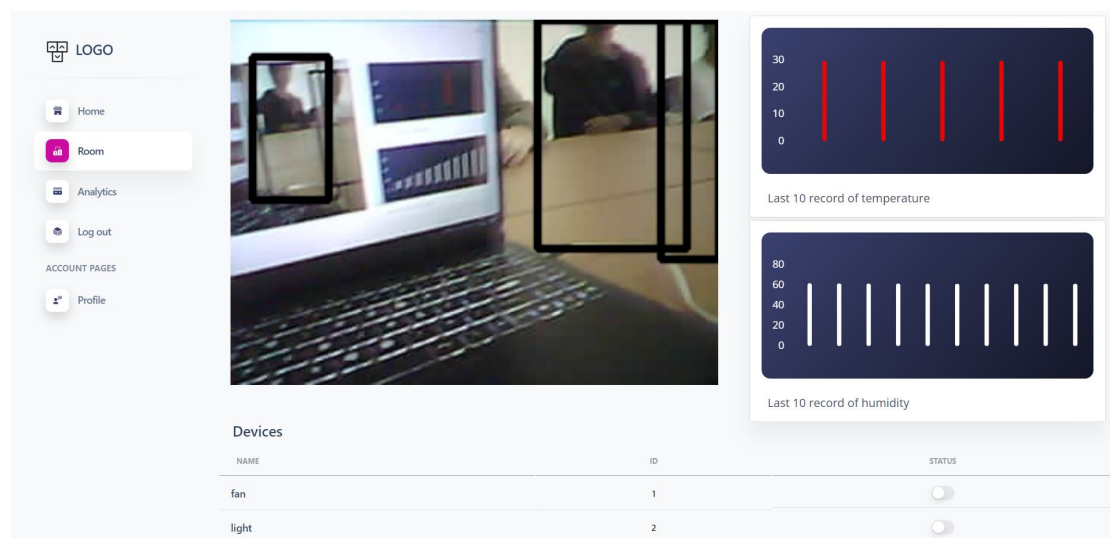 LOGO
Home
Room
Analytics
Log out
ACCOUNT PAGES
Profile
30
20
10
0
Last 10 record of temperature
80
60
40
20
0
Last 10 record of humidity
Devices
NAME ID STATUS
fan 1
light 2